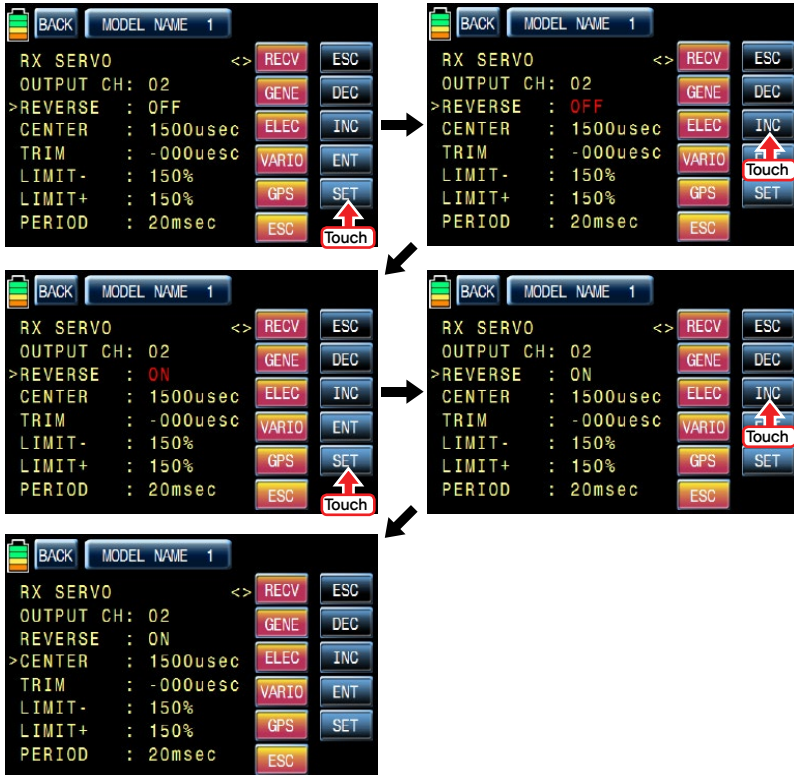 BACK MODEL NAME 1
RX SERVO <> RECV ESC
OUTPUT CH: 02 GENE DEC
>REVERSE : OFF
CENTER : 1500usec ELEC INC
TRIM : -000uesc VARIO ENT
LIMIT- : 150%
LIMIT+ : 150% GPS SET
PERIOD : 20msec ESC
Touch
BACK MODEL NAME 1
RX SERVO <> RECV ESC
OUTPUT CH: 02 GENE DEC
>REVERSE : OFF
CENTER : 1500usec ELEC INC
TRIM : -000uesc VARIO
Touch
LIMIT- : 150%
LIMIT+ : 150% GPS SET
PERIOD : 20msec ESC
BACK MODEL NAME 1
RX SERVO <> RECV ESC
OUTPUT CH: 02 GENE DEC
>REVERSE : ON
CENTER : 1500usec ELEC INC
TRIM : -000uesc VARIO ENT
LIMIT- : 150%
LIMIT+ : 150% GPS SET
PERIOD : 20msec ESC
Touch
BACK MODEL NAME 1
RX SERVO <> RECV ESC
OUTPUT CH: 02 GENE DEC
>REVERSE : ON
CENTER : 1500usec ELEC INC
TRIM : -000uesc VARIO
Touch
LIMIT- : 150%
LIMIT+ : 150% GPS SET
PERIOD : 20msec ESC
BACK MODEL NAME 1
RX SERVO <> RECV ESC
OUTPUT CH: 02 GENE DEC
REVERSE : ON
>CENTER : 1500usec ELEC INC
TRIM : -000uesc VARIO ENT
LIMIT- : 150%
LIMIT+ : 150% GPS SET
PERIOD : 20msec ESC